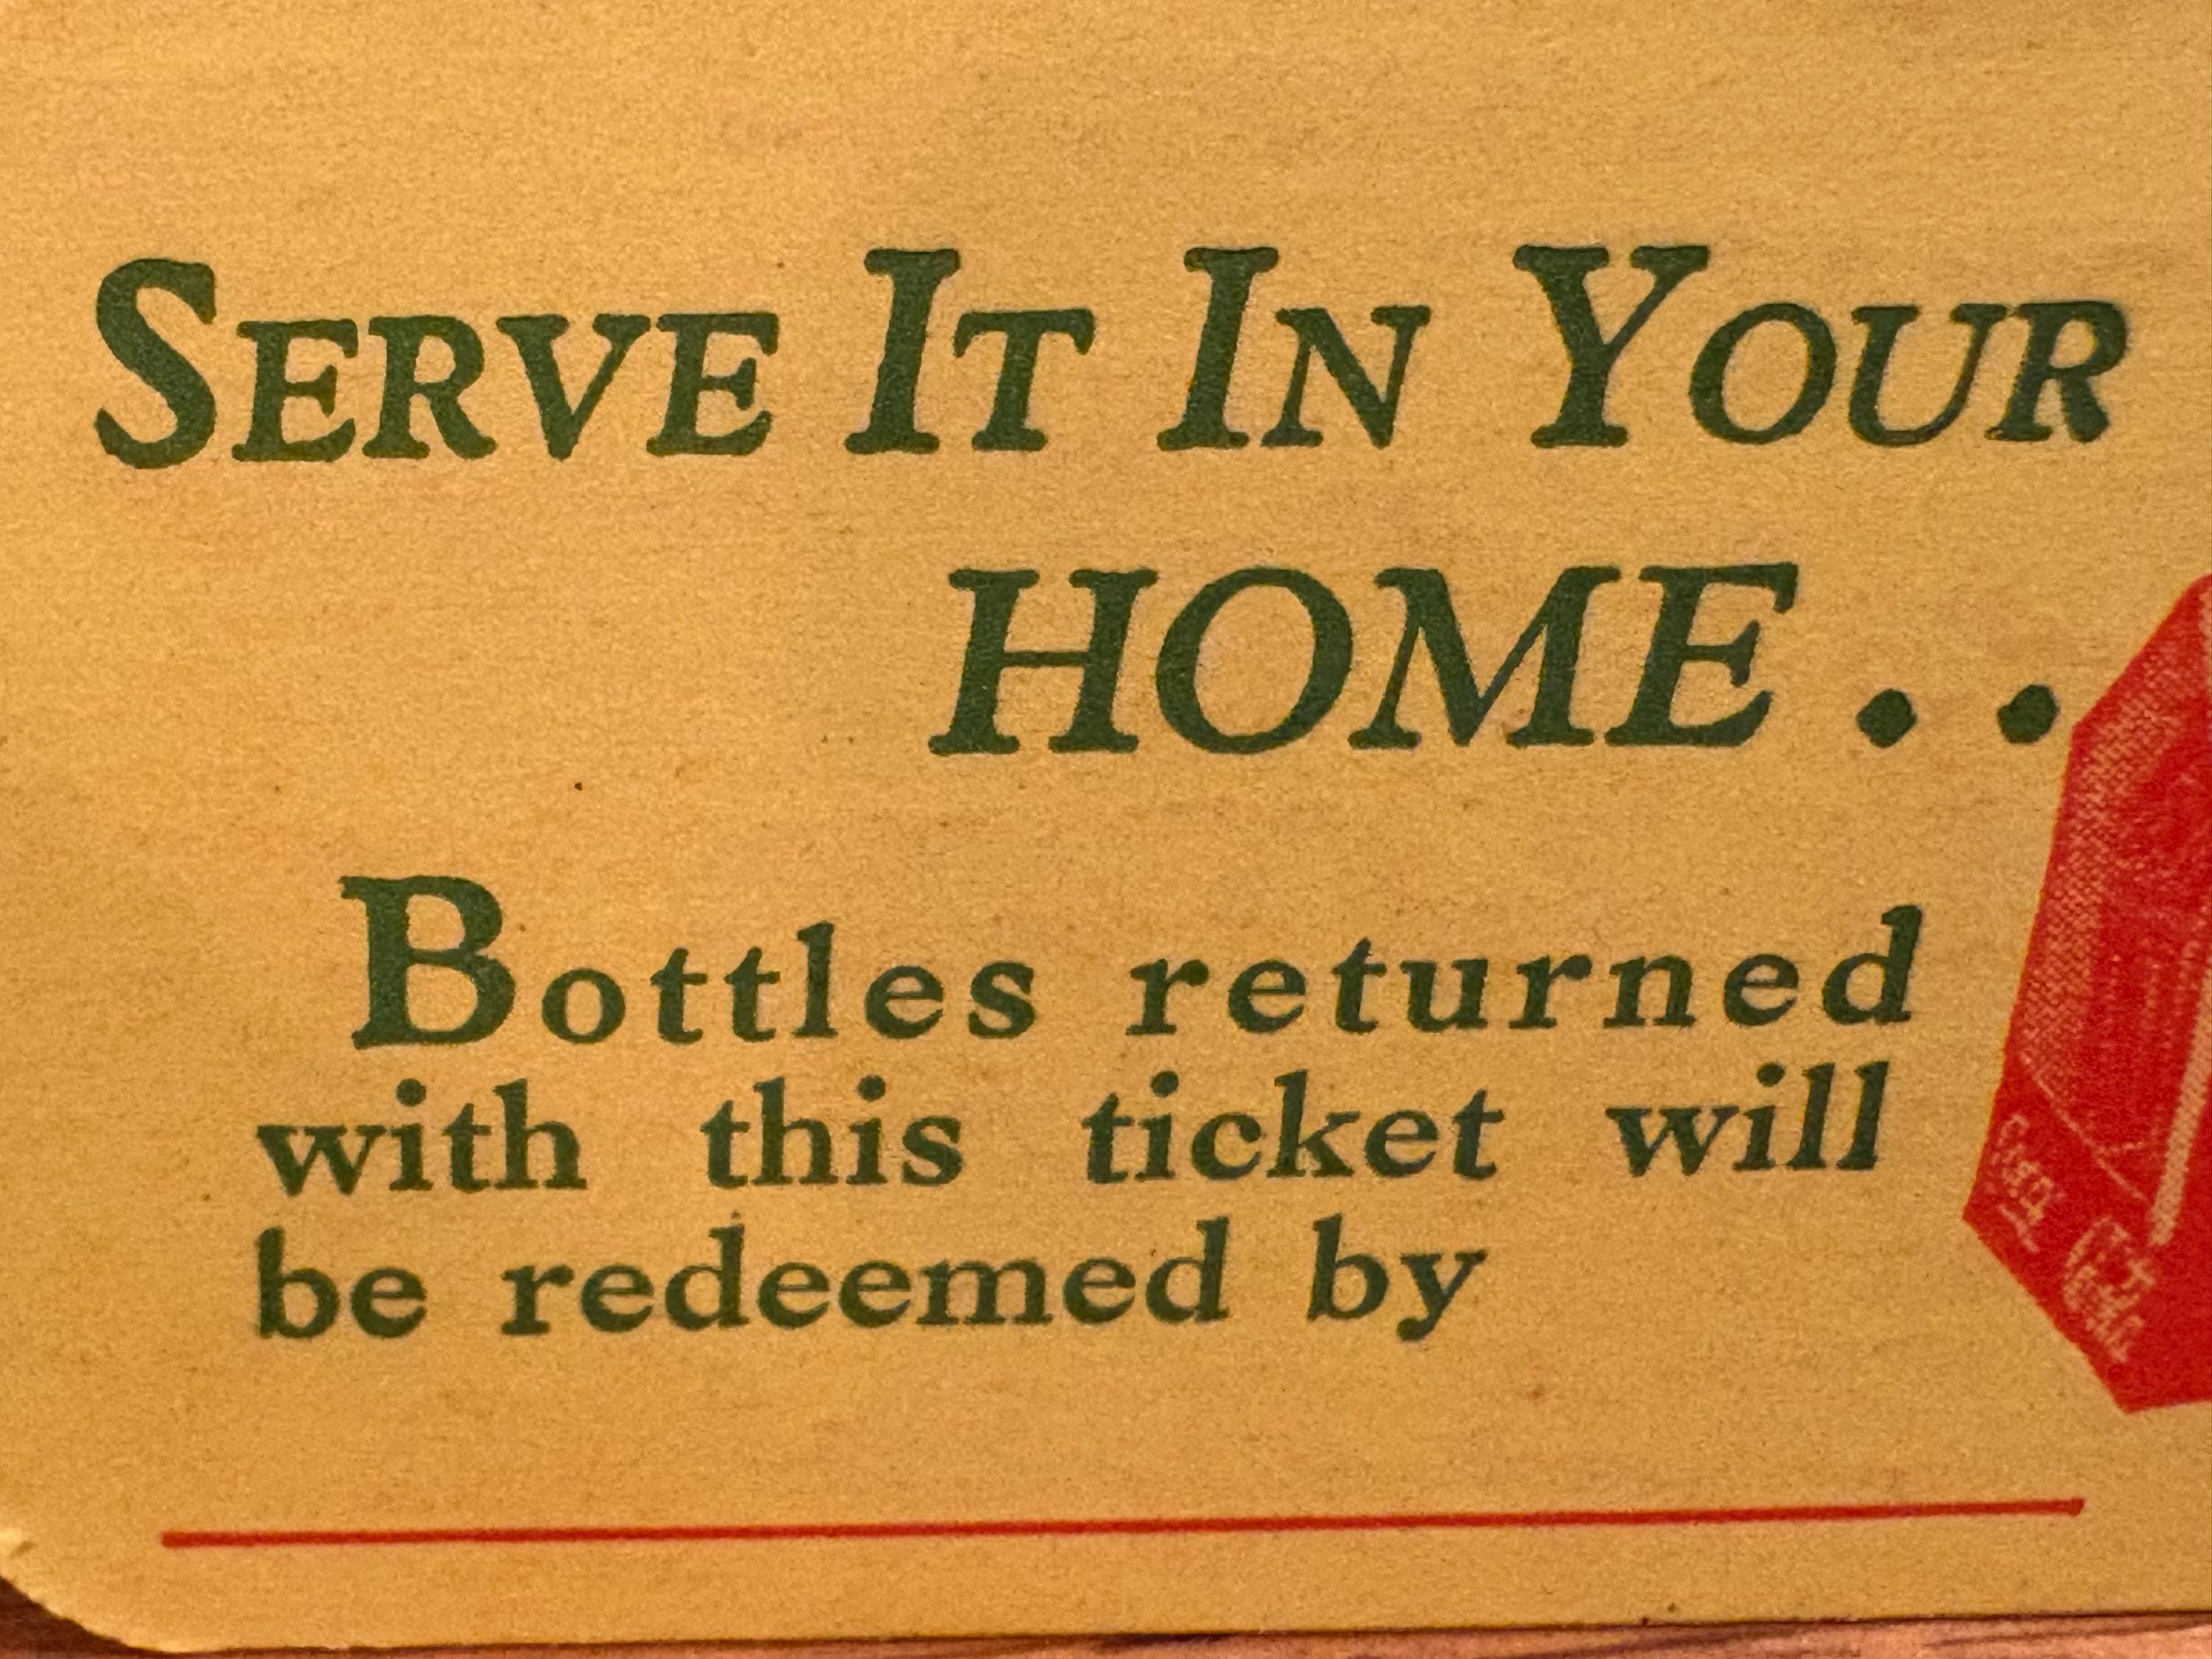 SERVE IT IN YOUR
HOME..
Bottles returned
with this ticket will
be redeemed by